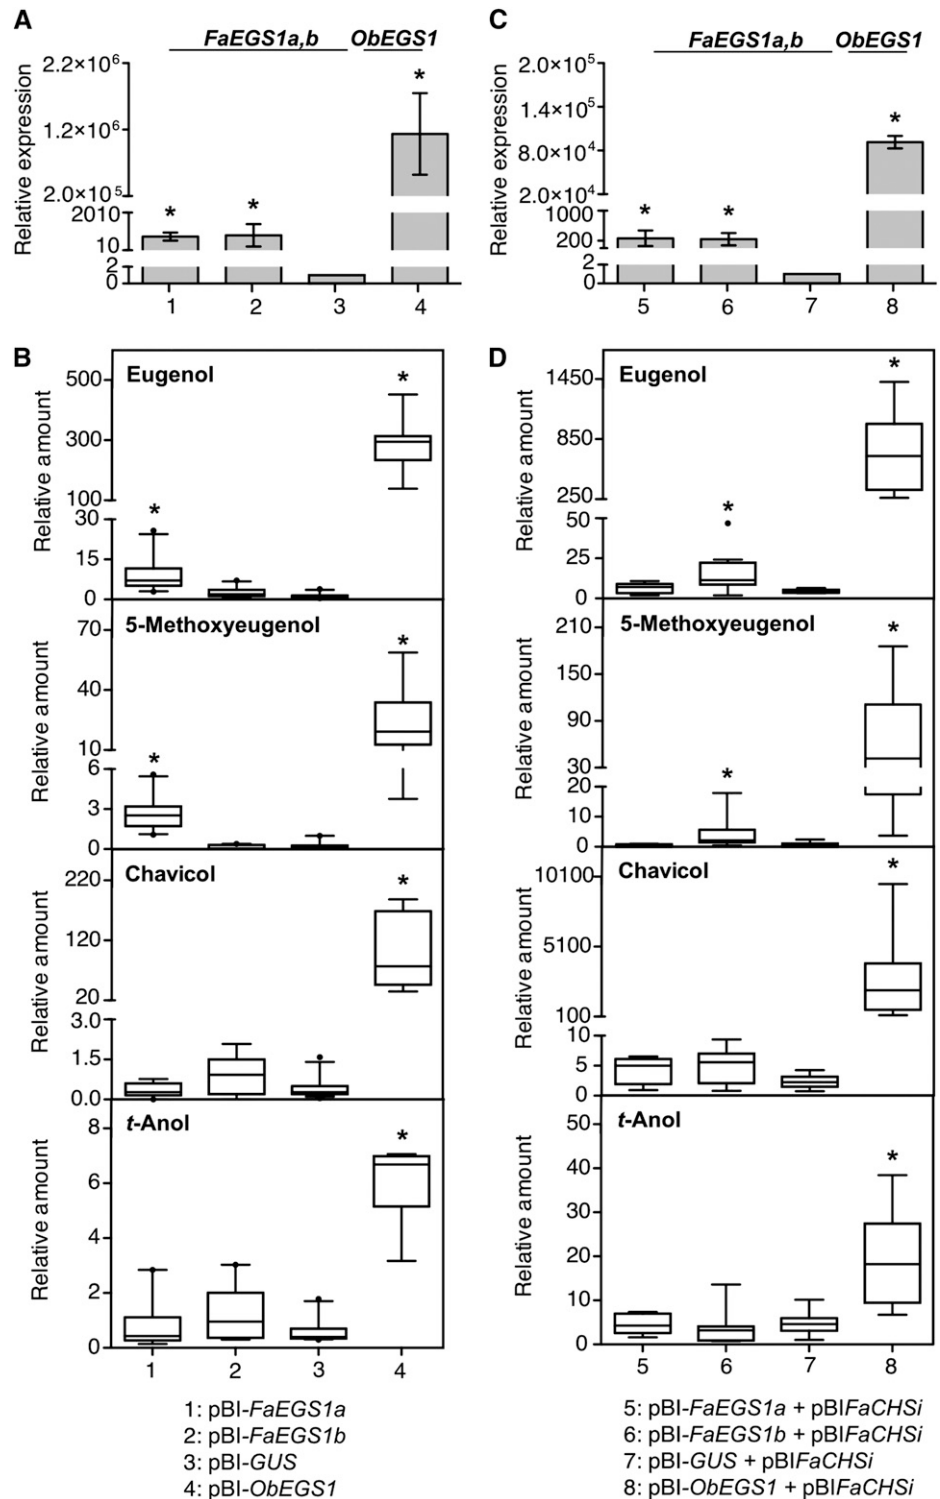 A
FaEGS1a,b ObEGS1
Relative expression
2.2×10⁶
*
1.2×10⁶
2.0×10⁵
2010
* *
10
2
0
1 2 3 4
C
FaEGS1a,b ObEGS1
Relative expression
2.0×10⁵
1.4×10⁵
*
8.0×10⁴
2.0×10⁴
1000
* *
200
2
0
5 6 7 8
B
Eugenol
Relative amount
500
*
300
100
*
30
15
0
5-Methoxyeugenol
Relative amount
70
*
40
10
*
6
3
0
Chavicol
Relative amount
220
*
120
20
3.0
1.5
0.0
t-Anol
Relative amount
8
*
6
4
2
0
1 2 3 4
1: pBI-FaEGS1a
2: pBI-FaEGS1b
3: pBI-GUS
4: pBI-ObEGS1
D
Eugenol
Relative amount
1450
*
850
250
*
50
25
0
5-Methoxyeugenol
Relative amount
210
*
150
90
30
*
20
10
0
Chavicol
Relative amount
10100
*
5100
100
10
5
0
t-Anol
Relative amount
50
40
*
30
20
10
0
5 6 7 8
5: pBI-FaEGS1a + pBIFaCHSi
6: pBI-FaEGS1b + pBIFaCHSi
7: pBI-GUS + pBIFaCHSi
8: pBI-ObEGS1 + pBIFaCHSi